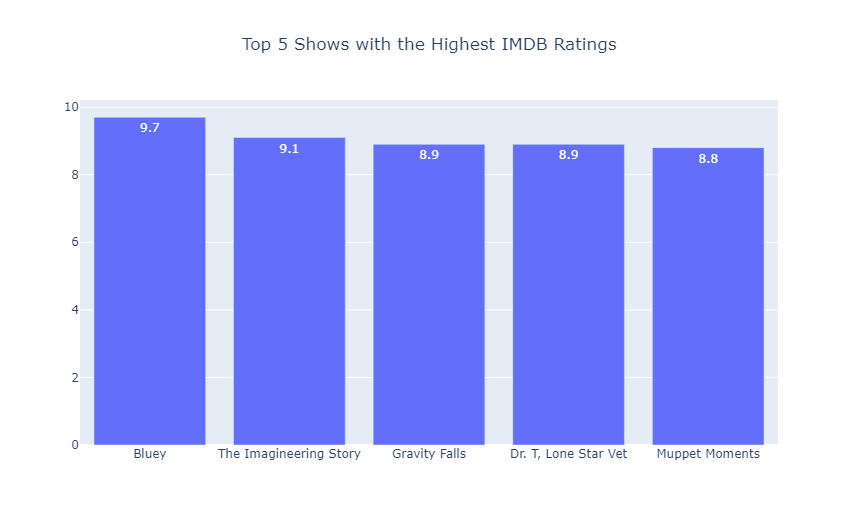 Top 5 Shows with the Highest IMDB Ratings
10
8
6
4
2
0
9.7
9.1
8.9
8.9
8.8
Bluey
The Imagineering Story
Gravity Falls
Dr. T, Lone Star Vet
Muppet Moments